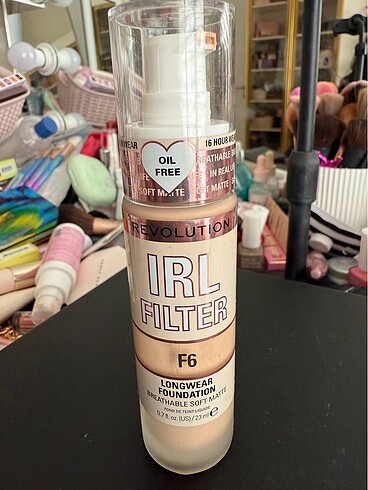 16 HOUR WEAR
OIL
FREE
SOFT MATTE
REVOLUTION
IRL
FILTER
F6
LONGWEAR
FOUNDATION
BREATHABLE SOFT MATTE
FOND DE TEINT LIQUIDE
0.7 fl. oz. (US) / 23 ml e